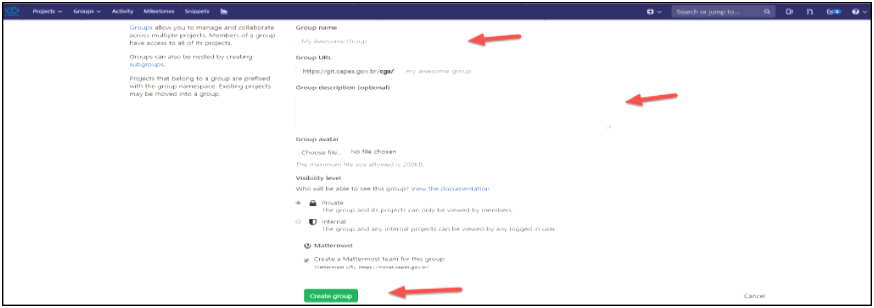 Projects Groups Activity Milestones Snippets Search or jump to...
Groups allow you to manage and collaborate
across multiple projects. Members of a group
have access to all of its projects.
Groups can also be nested by creating
subgroups.
Projects that belong to a group are prefixed
with the group namespace. Existing projects
may be moved into a group.
Group name
My Awesome Group
Group URL
https://git.capes.gov.br/cgs/ my awesome group
Group description (optional)
Group avatar
Choose file... No file chosen
The maximum file size allowed is 200KB.
Visibility level
Who will be able to see this group? View the documentation
Private
The group and its projects can only be viewed by members.
Internal
The group and any internal projects can be viewed by any logged in user.
Mattermost
Create a Mattermost team for this group
Mattermost URL:
Create group Cancel